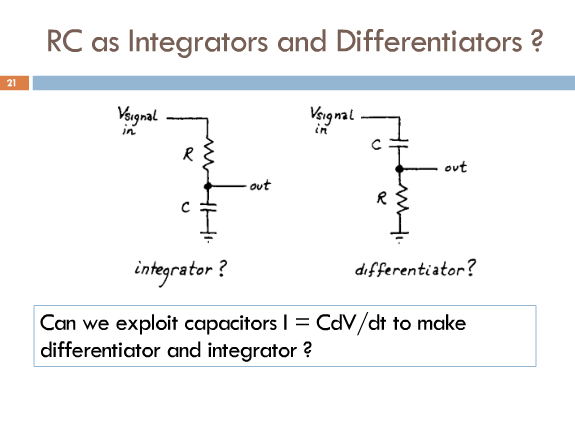 RC as Integrators and Differentiators ?
21
Vsignal
in
R
out
C
integrator ?
Vsignal
in
C
out
R
differentiator?
Can we exploit capacitors I = CdV/dt to make
differentiator and integrator ?